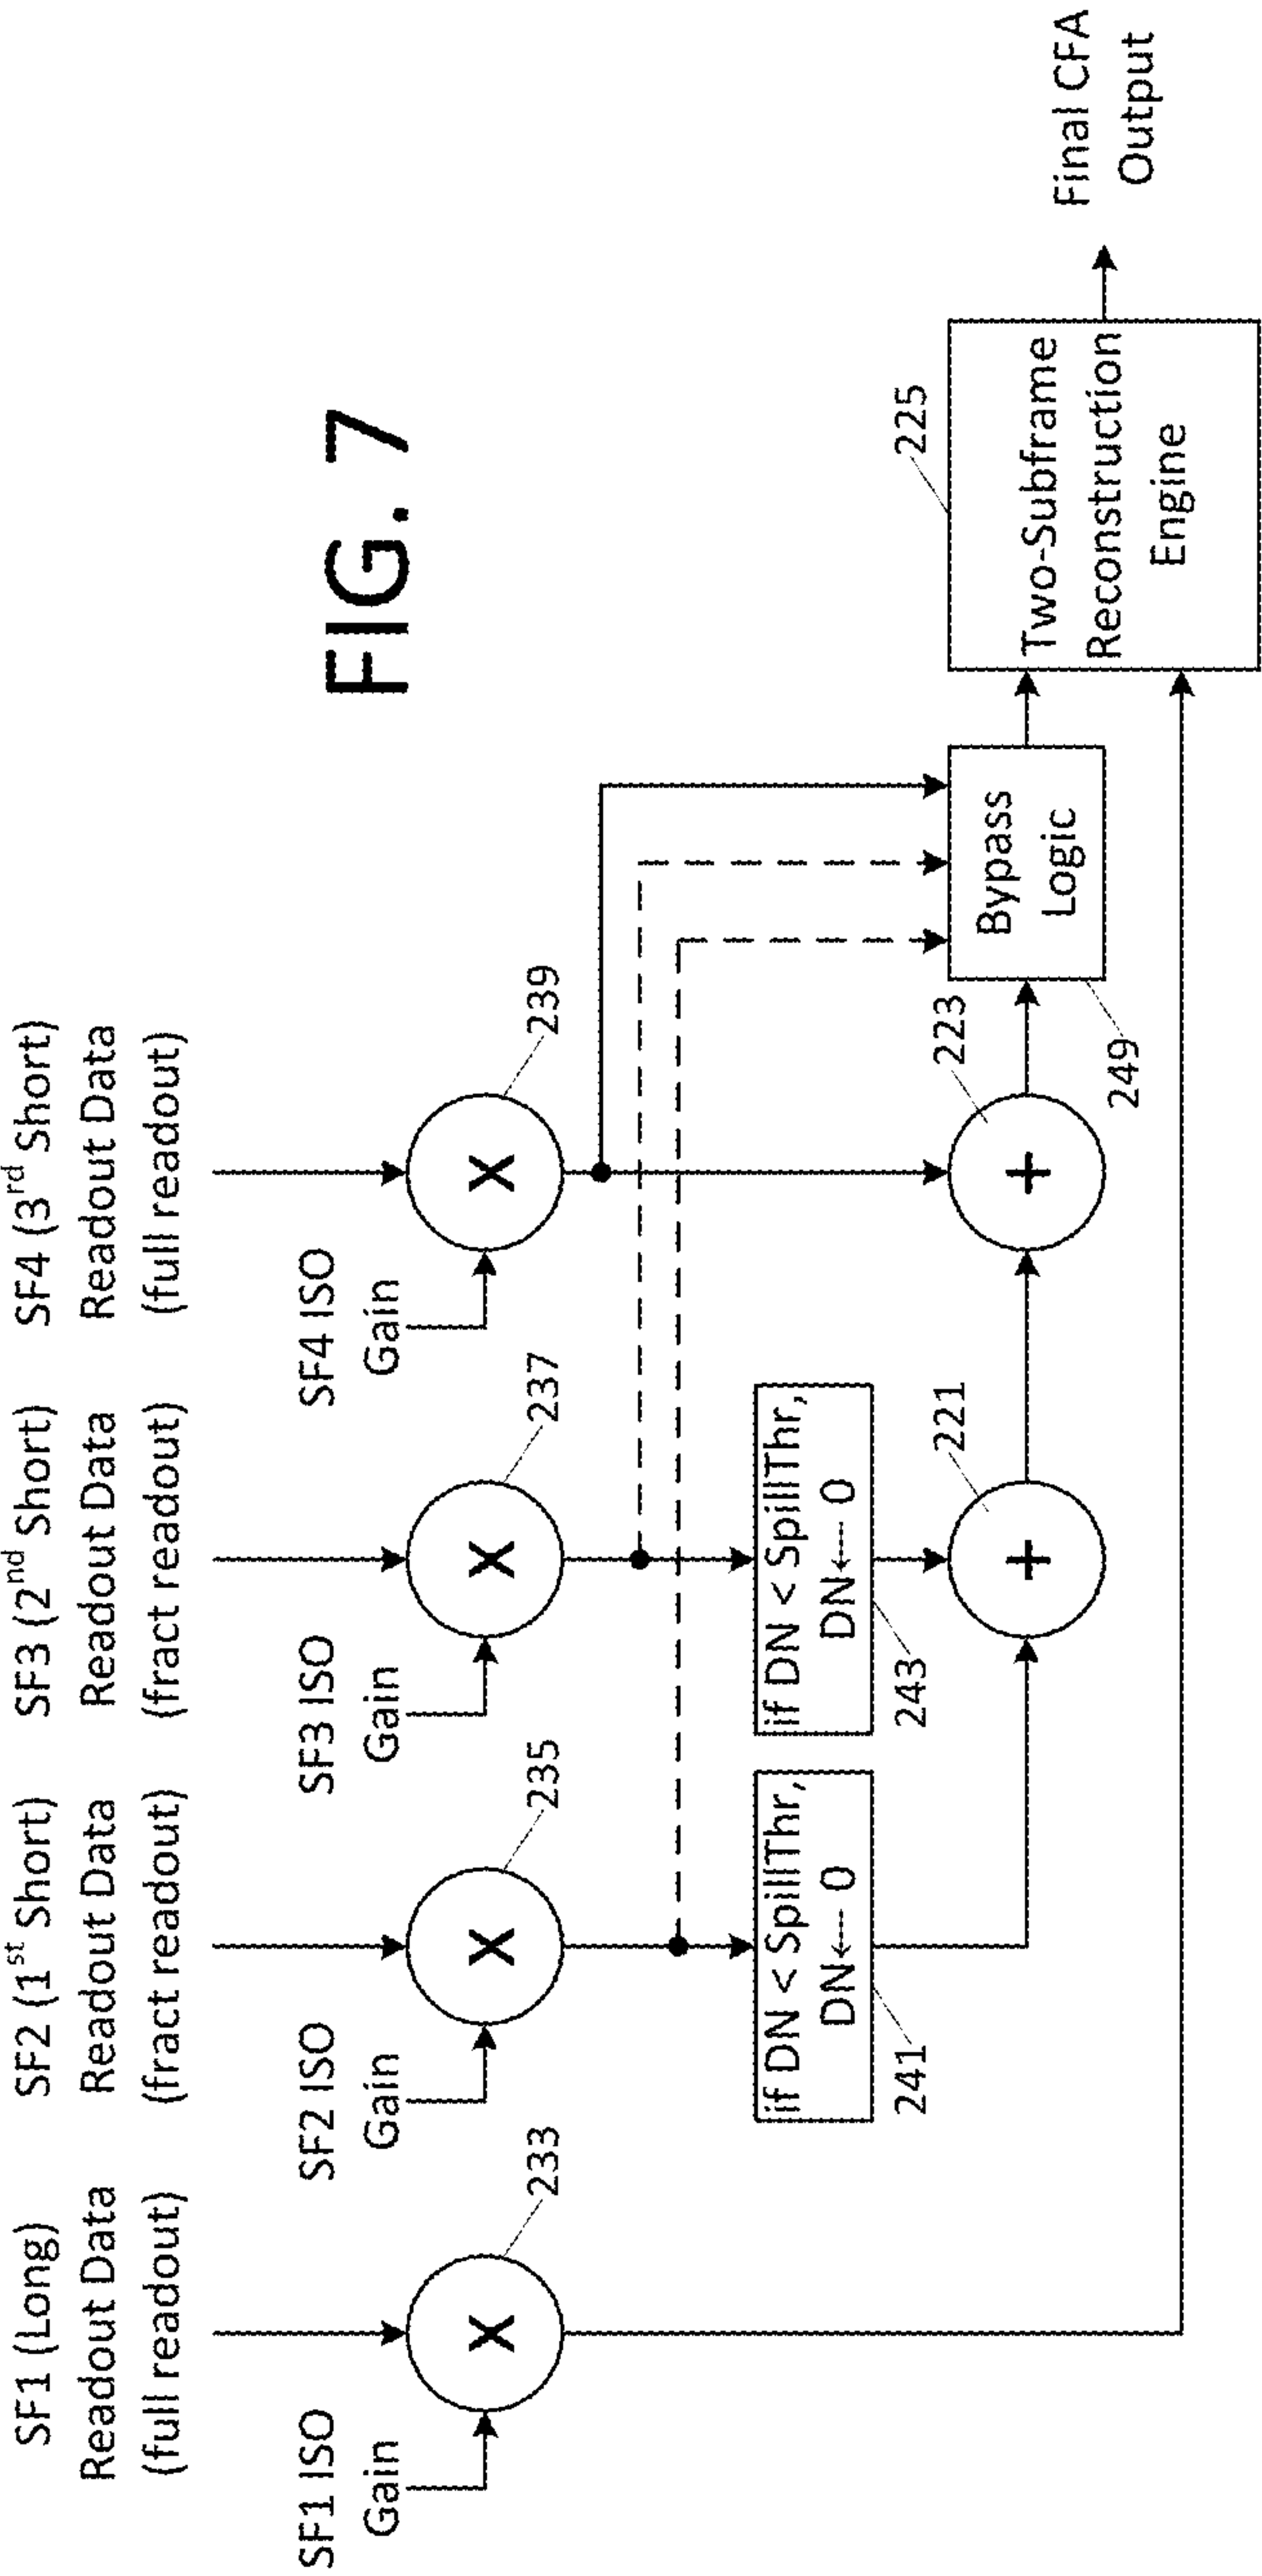 SF1 (Long)
Readout Data
(full readout)
SF2 (1st Short)
Readout Data
(fract readout)
SF3 (2nd Short)
Readout Data
(fract readout)
SF4 (3rd Short)
Readout Data
(full readout)
SF1 ISO
Gain
X
233
SF2 ISO
Gain
X
235
SF3 ISO
Gain
X
237
SF4 ISO
Gain
X
239
FIG. 7
if DN < SpillThr,
DN← 0
241
if DN < SpillThr,
DN← 0
243
+
221
+
223
Bypass
Logic
249
Two-Subframe
Reconstruction
Engine
225
Final CFA
Output